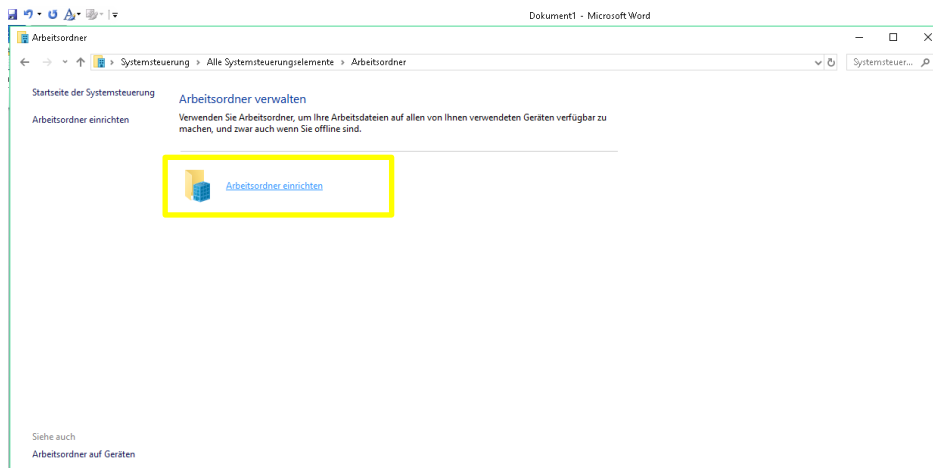 Dokument1 - Microsoft Word
Arbeitsordner
Systemsteuerung > Alle Systemsteuerungselemente > Arbeitsordner
Systemsteuer...
Startseite der Systemsteuerung
Arbeitsordner einrichten
Arbeitsordner verwalten
Verwenden Sie Arbeitsordner, um Ihre Arbeitsdateien auf allen von Ihnen verwendeten Geräten verfügbar zu
machen, und zwar auch wenn Sie offline sind.
Arbeitsordner einrichten
Siehe auch
Arbeitsordner auf Geräten